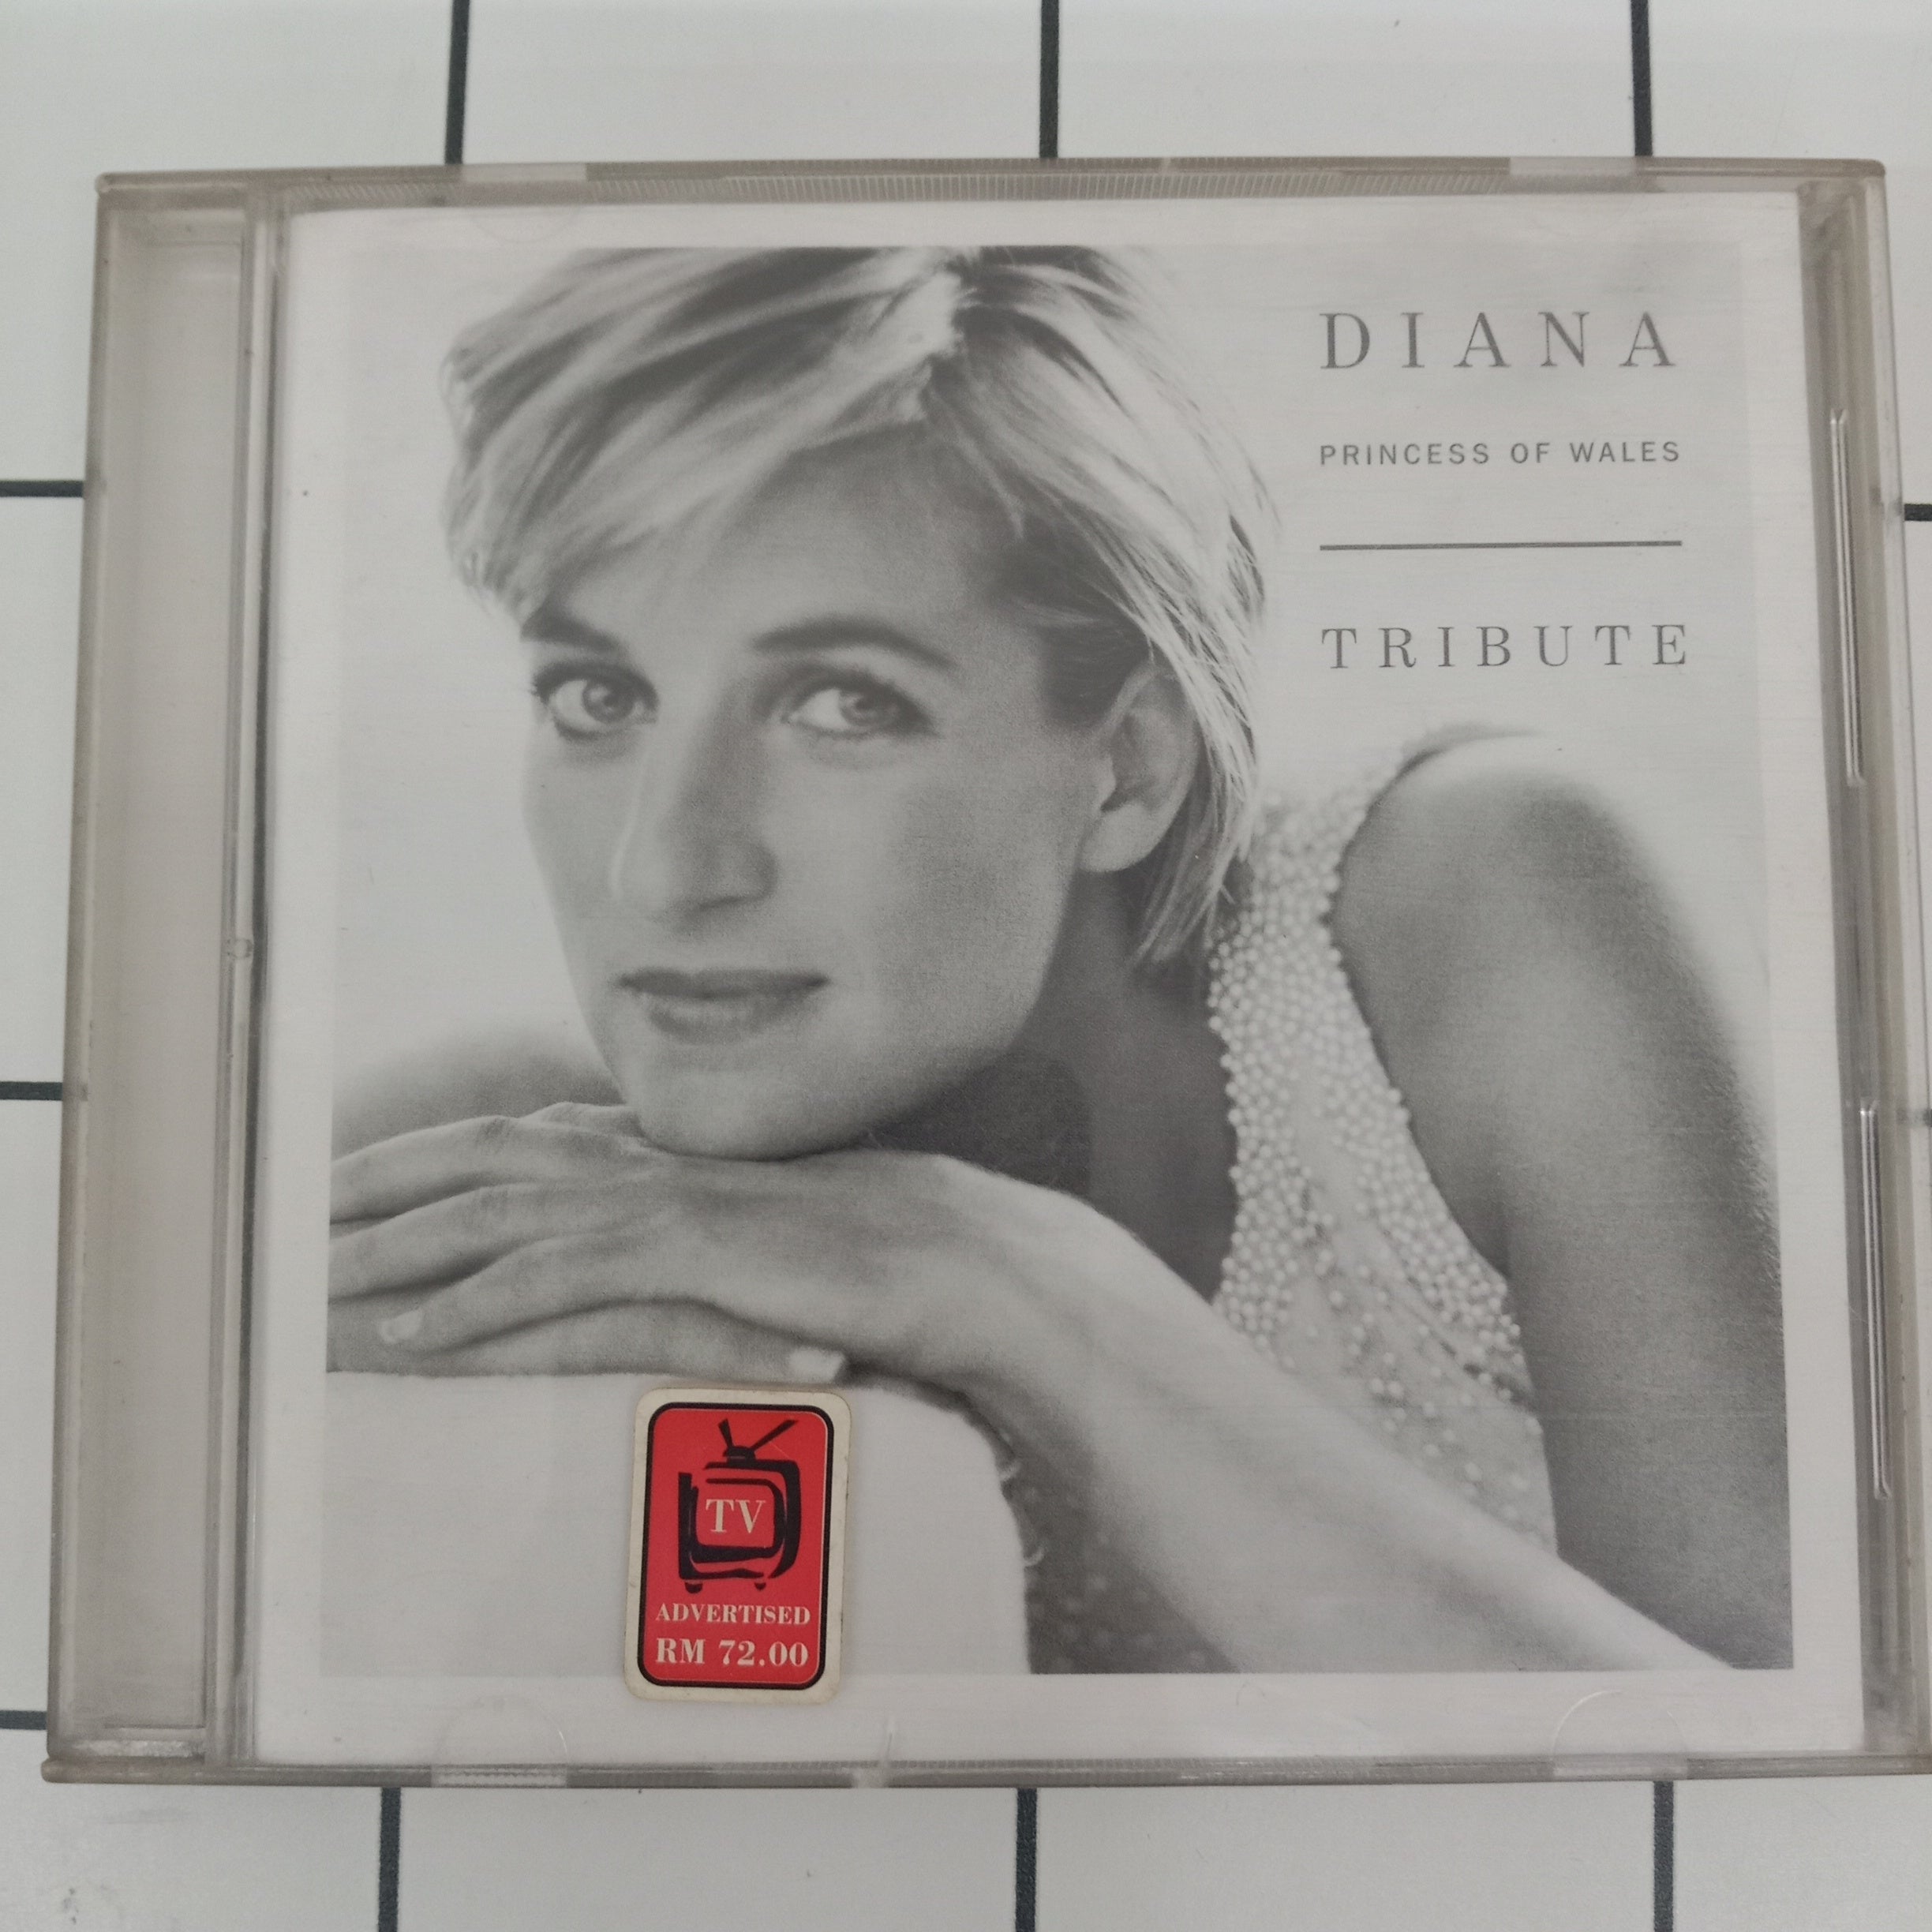 DIANA
PRINCESS OF WALES
TRIBUTE
TV
ADVERTISED
RM 72.00